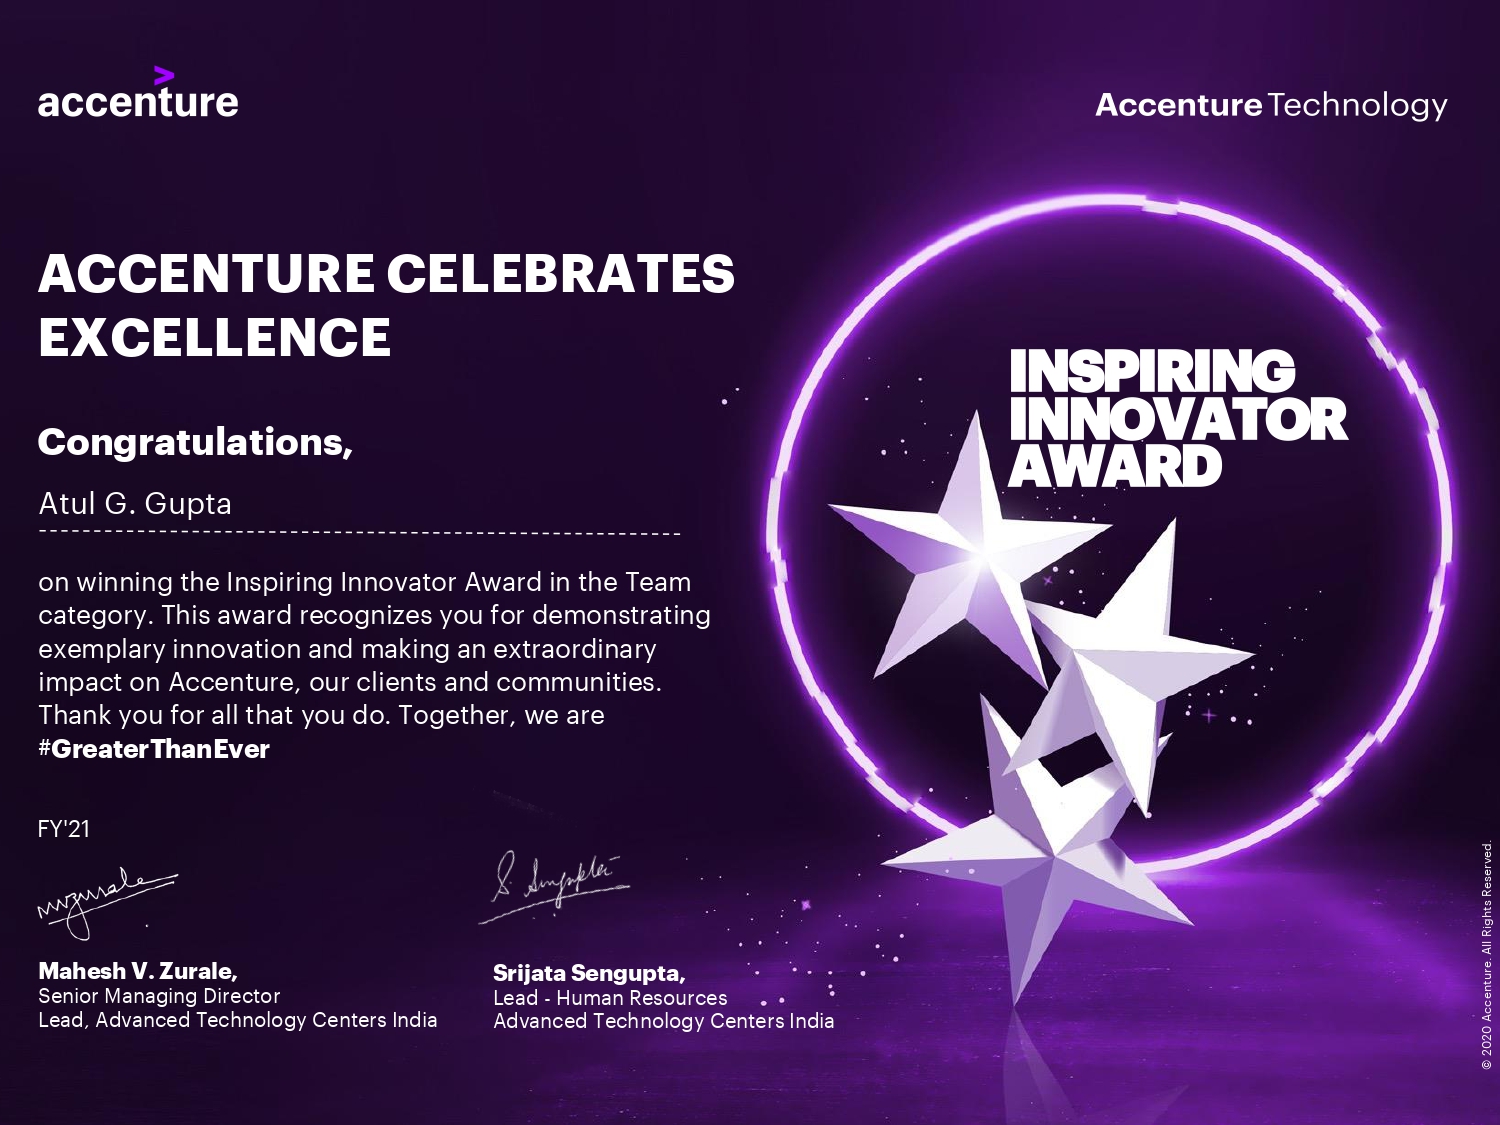 accenture
Accenture Technology
ACCENTURE CELEBRATES
EXCELLENCE
Congratulations,
Atul G. Gupta
on winning the Inspiring Innovator Award in the Team
category. This award recognizes you for demonstrating
exemplary innovation and making an extraordinary
impact on Accenture, our clients and communities.
Thank you for all that you do. Together, we are
#GreaterThanEver
INSPIRING
INNOVATOR
AWARD
FY'21
mzurale
S. Sengupta
Mahesh V. Zurale,
Senior Managing Director
Lead, Advanced Technology Centers India
Srijata Sengupta,
Lead - Human Resources
Advanced Technology Centers India
© 2020 Accenture. All Rights Reserved.